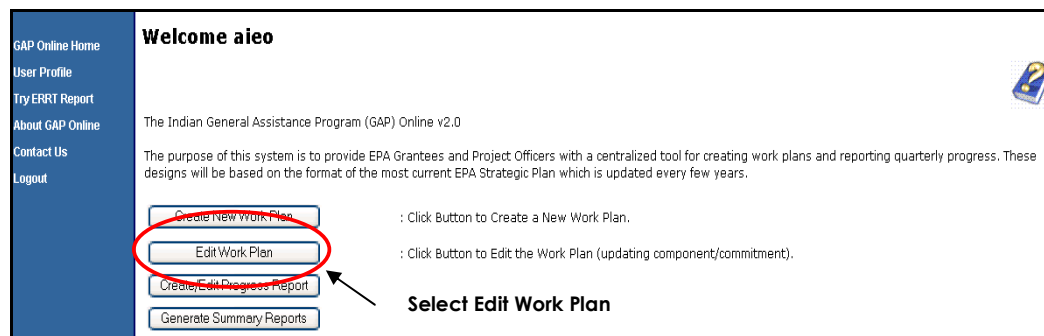 GAP Online Home
User Profile
Try ERRT Report
About GAP Online
Contact Us
Logout
Welcome aieo
The Indian General Assistance Program (GAP) Online v2.0
The purpose of this system is to provide EPA Grantees and Project Officers with a centralized tool for creating work plans and reporting quarterly progress. These
designs will be based on the format of the most current EPA Strategic Plan which is updated every few years.
Create New Work Plan : Click Button to Create a New Work Plan.
Edit Work Plan : Click Button to Edit the Work Plan (updating component/commitment).
Create/Edit Progress Report
Select Edit Work Plan
Generate Summary Reports